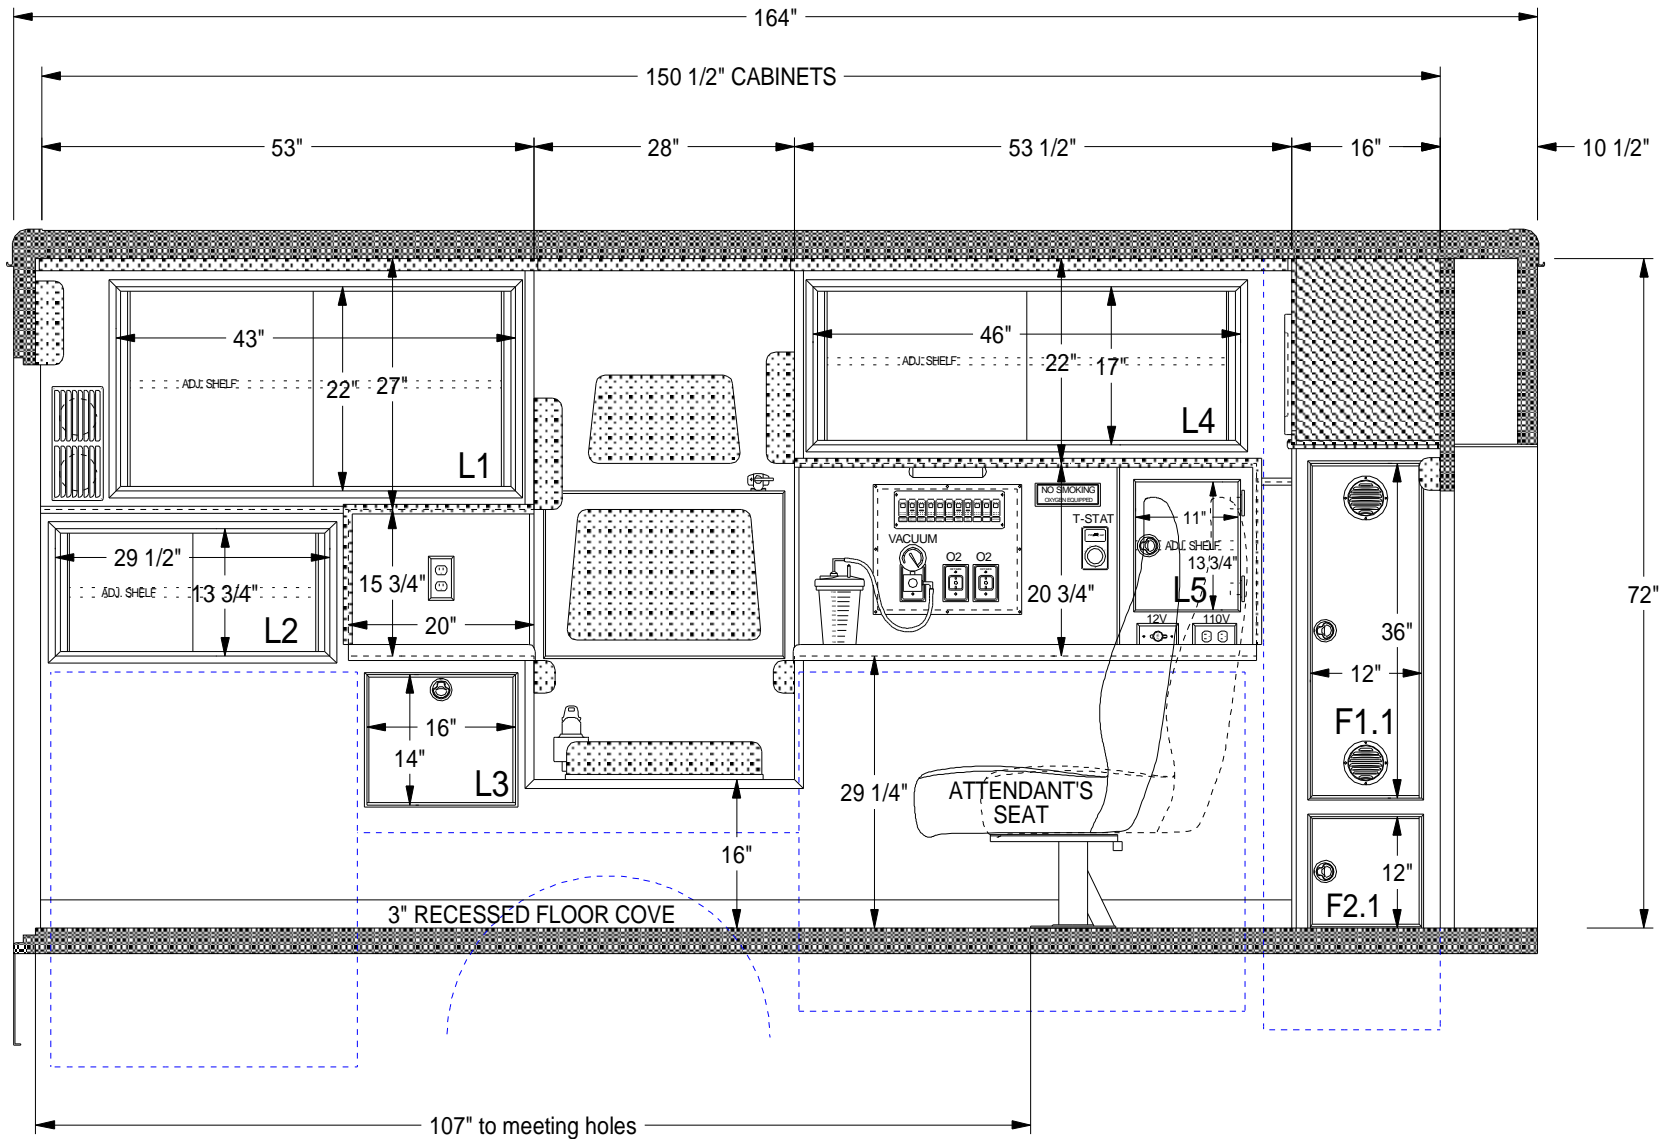 164"
150 1/2" CABINETS
53"
28"
53 1/2"
16"
10 1/2"
43"
ADJ. SHELF
22"
27"
L1
46"
ADJ. SHELF
22"
17"
L4
29 1/2"
ADJ. SHELF
13 3/4"
L2
15 3/4"
20"
VACUUM
O2
O2
NO SMOKING
OXYGEN EQUIPPED
T-STAT
20 3/4"
11"
ADJ. SHELF
13 3/4"
L5
12V
110V
72"
36"
12"
F1.1
16"
14"
L3
29 1/4"
ATTENDANT'S
SEAT
16"
12"
F2.1
3" RECESSED FLOOR COVE
107" to meeting holes